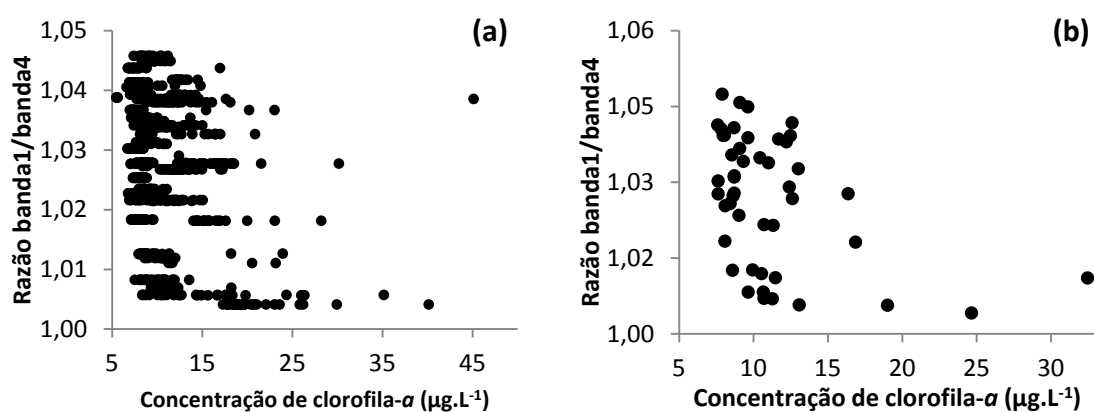 (a)
Razão banda1/banda4
1,05
1,04
1,03
1,02
1,01
1,00
5 15 25 35 45
Concentração de clorofila-a (µg.L-1)
(b)
Razão banda1/banda4
1,06
1,05
1,03
1,02
1,00
5 10 15 20 25 30
Concentração de clorofila-a (µg.L-1)